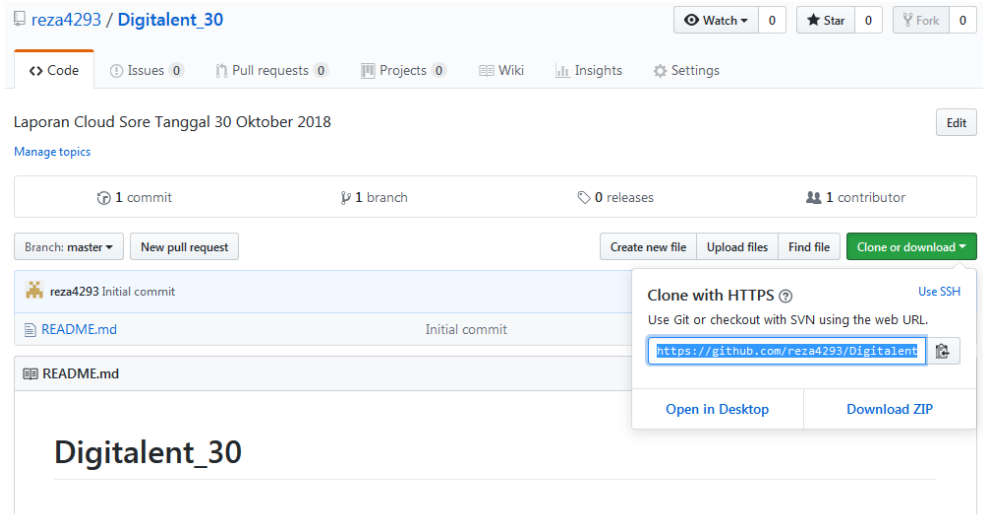 reza4293 / Digitalent_30
Watch 0 Star 0 Fork 0
Code Issues 0 Pull requests 0 Projects 0 Wiki Insights Settings
Laporan Cloud Sore Tanggal 30 Oktober 2018 Edit
Manage topics
1 commit 1 branch 0 releases 1 contributor
Branch: master New pull request Create new file Upload files Find file Clone or download
reza4293 Initial commit
README.md Initial commit
Clone with HTTPS Use SSH
Use Git or checkout with SVN using the web URL.
https://github.com/reza4293/Digitalent
Open in Desktop Download ZIP
README.md
Digitalent_30